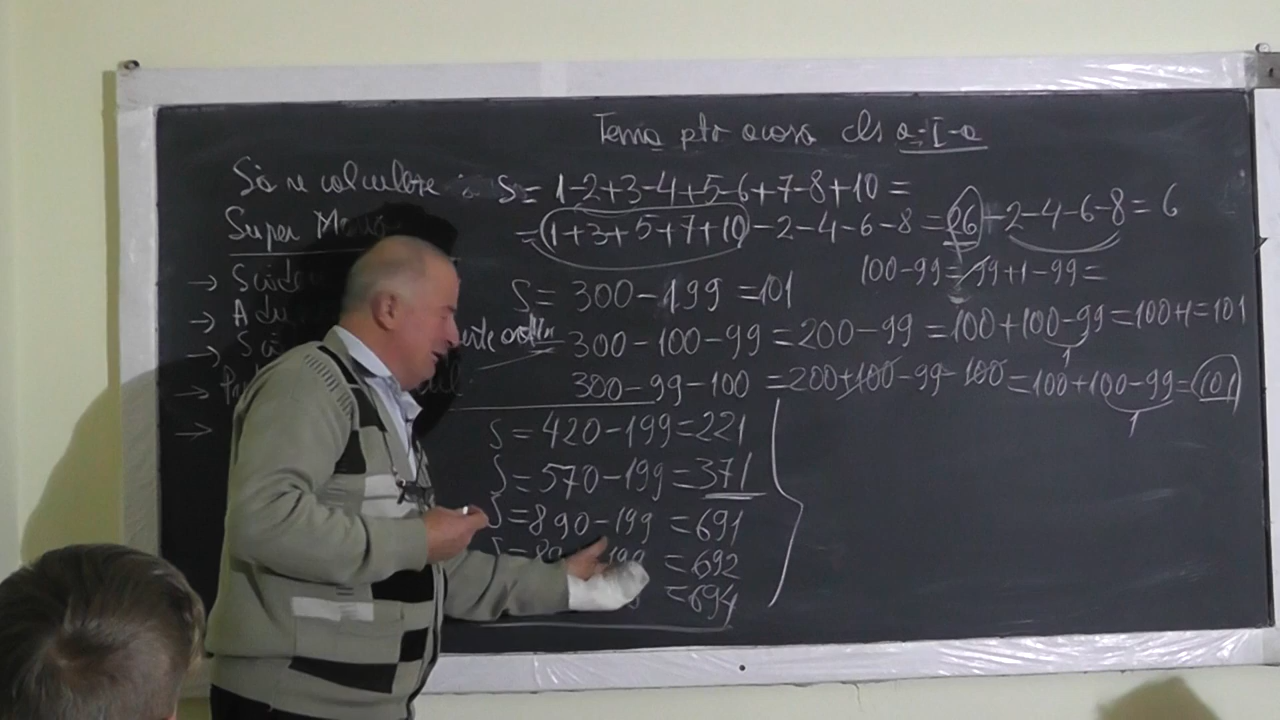 Tema ptr acasa cls a-I-a
Să se calculeze : S = 1-2+3-4+5-6+7-8+10 =
Super
= (1+3+5+7+10)-2-4-6-8 = 26-2-4-6-8 = 6
100-99 = 99+1-99 =
S = 300-199 = 101
300-100-99 = 200-99 = 100+100-99 = 100+1 = 101
1
300-99-100 = 200+100-99-100 = 100+100-99 = 101
1
S = 420-199 = 221
S = 570-199 = 371
S = 890-199 = 691
= 692
= 694